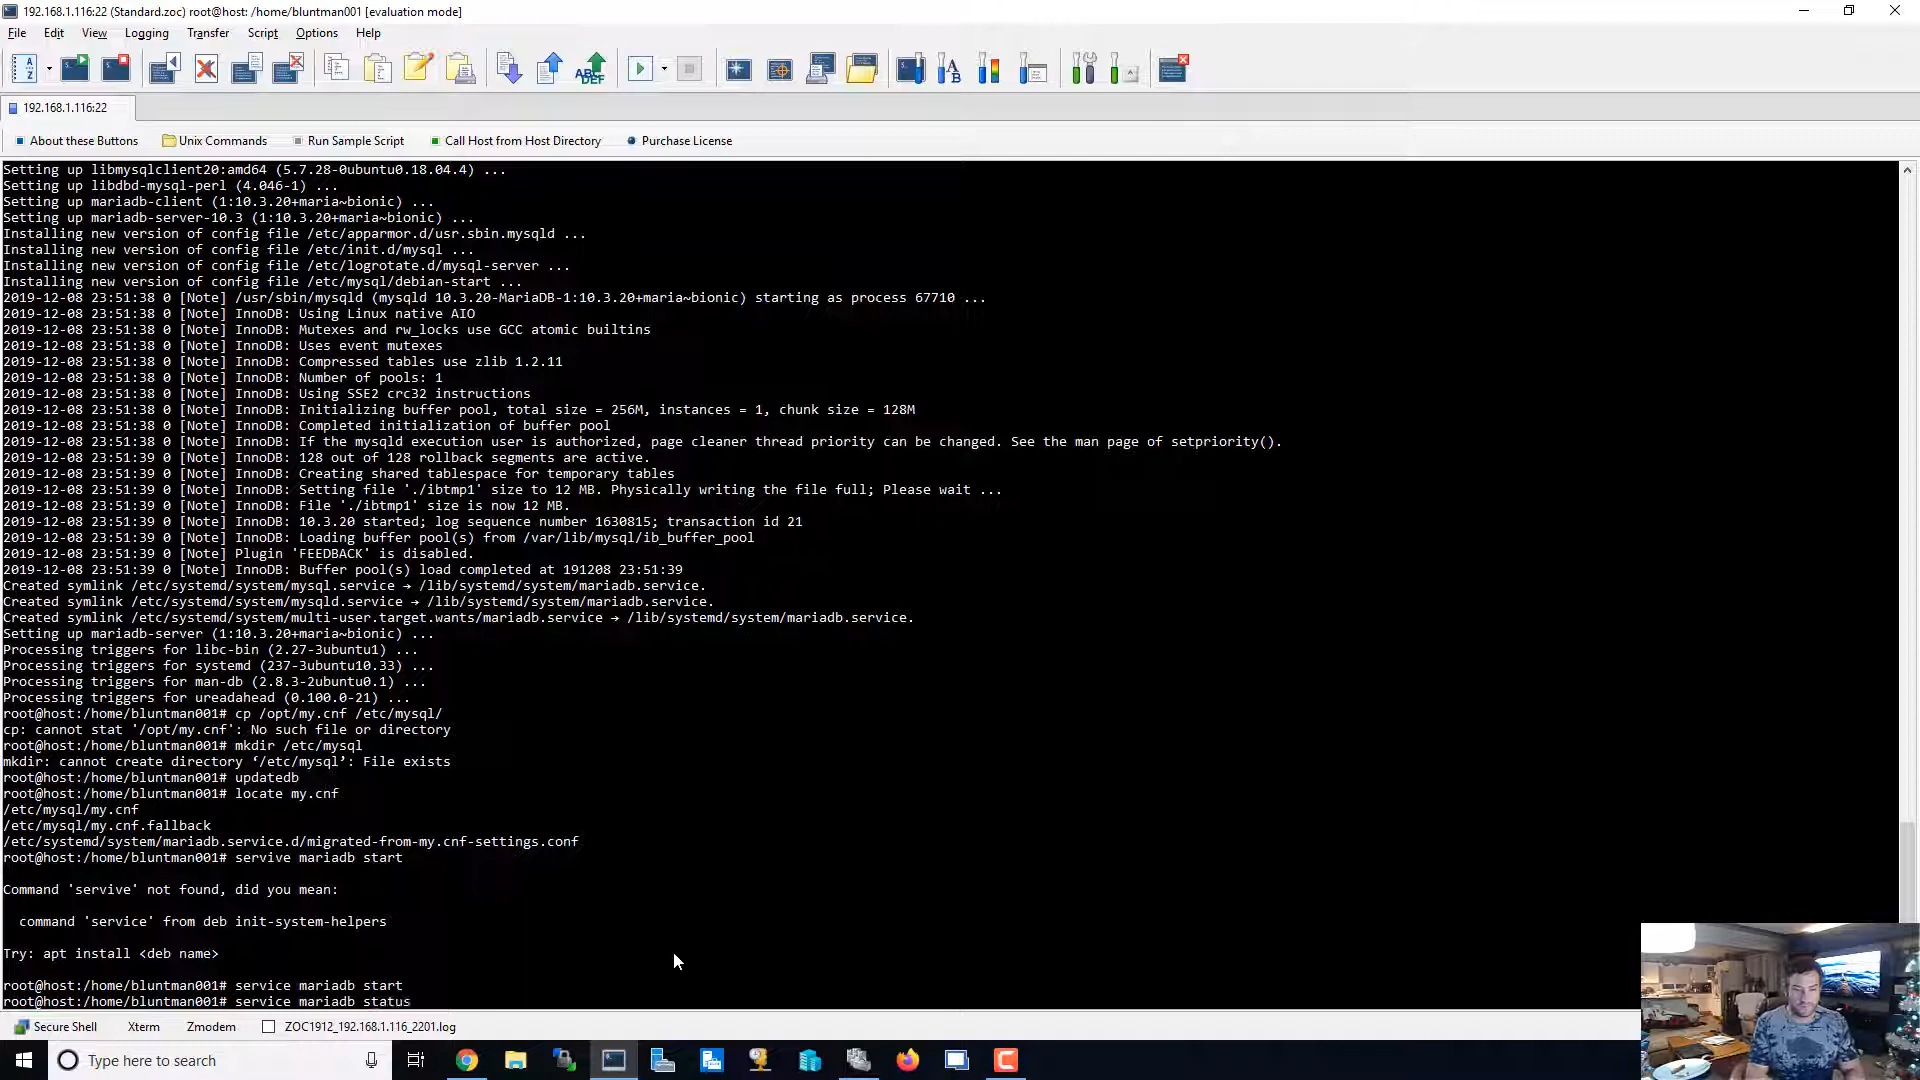 192.168.1.116:22 (Standard.zoc) root@host: /home/bluntman001 [evaluation mode]
File Edit View Logging Transfer Script Options Help
192.168.1.116:22
About these Buttons Unix Commands Run Sample Script Call Host from Host Directory Purchase License
Setting up libmysqlclient20:amd64 (5.7.28-0ubuntu0.18.04.4) ...
Setting up libdbd-mysql-perl (4.046-1) ...
Setting up mariadb-client (1:10.3.20+maria~bionic) ...
Setting up mariadb-server-10.3 (1:10.3.20+maria~bionic) ...
Installing new version of config file /etc/apparmor.d/usr.sbin.mysqld ...
Installing new version of config file /etc/init.d/mysql ...
Installing new version of config file /etc/logrotate.d/mysql-server ...
Installing new version of config file /etc/mysql/debian-start ...
2019-12-08 23:51:38 0 [Note] /usr/sbin/mysqld (mysqld 10.3.20-MariaDB-1:10.3.20+maria~bionic) starting as process 67710 ...
2019-12-08 23:51:38 0 [Note] InnoDB: Using Linux native AIO
2019-12-08 23:51:38 0 [Note] InnoDB: Mutexes and rw_locks use GCC atomic builtins
2019-12-08 23:51:38 0 [Note] InnoDB: Uses event mutexes
2019-12-08 23:51:38 0 [Note] InnoDB: Compressed tables use zlib 1.2.11
2019-12-08 23:51:38 0 [Note] InnoDB: Number of pools: 1
2019-12-08 23:51:38 0 [Note] InnoDB: Using SSE2 crc32 instructions
2019-12-08 23:51:38 0 [Note] InnoDB: Initializing buffer pool, total size = 256M, instances = 1, chunk size = 128M
2019-12-08 23:51:38 0 [Note] InnoDB: Completed initialization of buffer pool
2019-12-08 23:51:38 0 [Note] InnoDB: If the mysqld execution user is authorized, page cleaner thread priority can be changed. See the man page of setpriority().
2019-12-08 23:51:39 0 [Note] InnoDB: 128 out of 128 rollback segments are active.
2019-12-08 23:51:39 0 [Note] InnoDB: Creating shared tablespace for temporary tables
2019-12-08 23:51:39 0 [Note] InnoDB: Setting file './ibtmp1' size to 12 MB. Physically writing the file full; Please wait ...
2019-12-08 23:51:39 0 [Note] InnoDB: File './ibtmp1' size is now 12 MB.
2019-12-08 23:51:39 0 [Note] InnoDB: 10.3.20 started; log sequence number 1630815; transaction id 21
2019-12-08 23:51:39 0 [Note] InnoDB: Loading buffer pool(s) from /var/lib/mysql/ib_buffer_pool
2019-12-08 23:51:39 0 [Note] Plugin 'FEEDBACK' is disabled.
2019-12-08 23:51:39 0 [Note] InnoDB: Buffer pool(s) load completed at 191208 23:51:39
Created symlink /etc/systemd/system/mysql.service → /lib/systemd/system/mariadb.service.
Created symlink /etc/systemd/system/mysqld.service → /lib/systemd/system/mariadb.service.
Created symlink /etc/systemd/system/multi-user.target.wants/mariadb.service → /lib/systemd/system/mariadb.service.
Setting up mariadb-server (1:10.3.20+maria~bionic) ...
Processing triggers for libc-bin (2.27-3ubuntu1) ...
Processing triggers for systemd (237-3ubuntu10.33) ...
Processing triggers for man-db (2.8.3-2ubuntu0.1) ...
Processing triggers for ureadahead (0.100.0-21) ...
root@host:/home/bluntman001# cp /opt/my.cnf /etc/mysql/
cp: cannot stat '/opt/my.cnf': No such file or directory
root@host:/home/bluntman001# mkdir /etc/mysql
mkdir: cannot create directory ‘/etc/mysql’: File exists
root@host:/home/bluntman001# updatedb
root@host:/home/bluntman001# locate my.cnf
/etc/mysql/my.cnf
/etc/mysql/my.cnf.fallback
/etc/systemd/system/mariadb.service.d/migrated-from-my.cnf-settings.conf
root@host:/home/bluntman001# servive mariadb start
Command 'servive' not found, did you mean:
command 'service' from deb init-system-helpers
Try: apt install <deb name>
root@host:/home/bluntman001# service mariadb start
root@host:/home/bluntman001# service mariadb status
Secure Shell Xterm Zmodem ZOC1912_192.168.1.116_2201.log
Type here to search